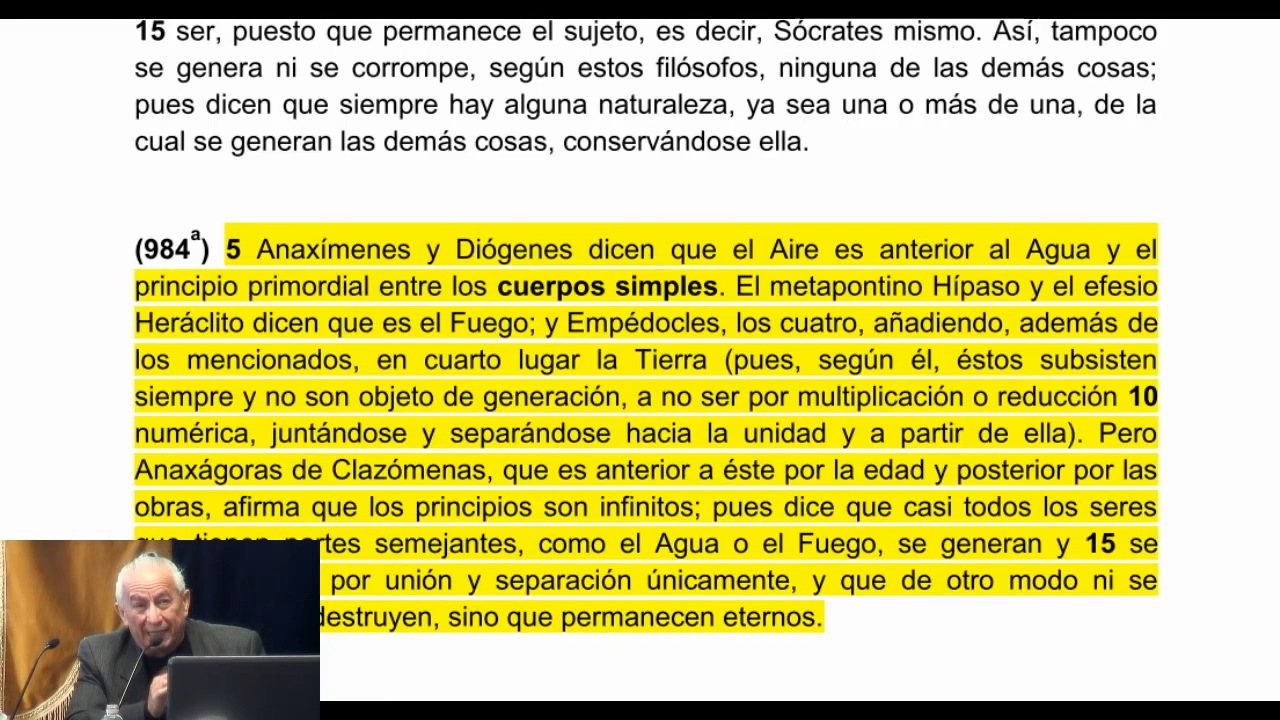 15 ser, puesto que permanece el sujeto, es decir, Sócrates mismo. Así, tampoco
se genera ni se corrompe, según estos filósofos, ninguna de las demás cosas;
pues dicen que siempre hay alguna naturaleza, ya sea una o más de una, de la
cual se generan las demás cosas, conservándose ella.
(984a) 5 Anaxímenes y Diógenes dicen que el Aire es anterior al Agua y el
principio primordial entre los cuerpos simples. El metapontino Hípaso y el efesio
Heráclito dicen que es el Fuego; y Empédocles, los cuatro, añadiendo, además de
los mencionados, en cuarto lugar la Tierra (pues, según él, éstos subsisten
siempre y no son objeto de generación, a no ser por multiplicación o reducción 10
numérica, juntándose y separándose hacia la unidad y a partir de ella). Pero
Anaxágoras de Clazómenas, que es anterior a éste por la edad y posterior por las
obras, afirma que los principios son infinitos; pues dice que casi todos los seres
que tienen partes semejantes, como el Agua o el Fuego, se generan y 15 se
por unión y separación únicamente, y que de otro modo ni se
destruyen, sino que permanecen eternos.